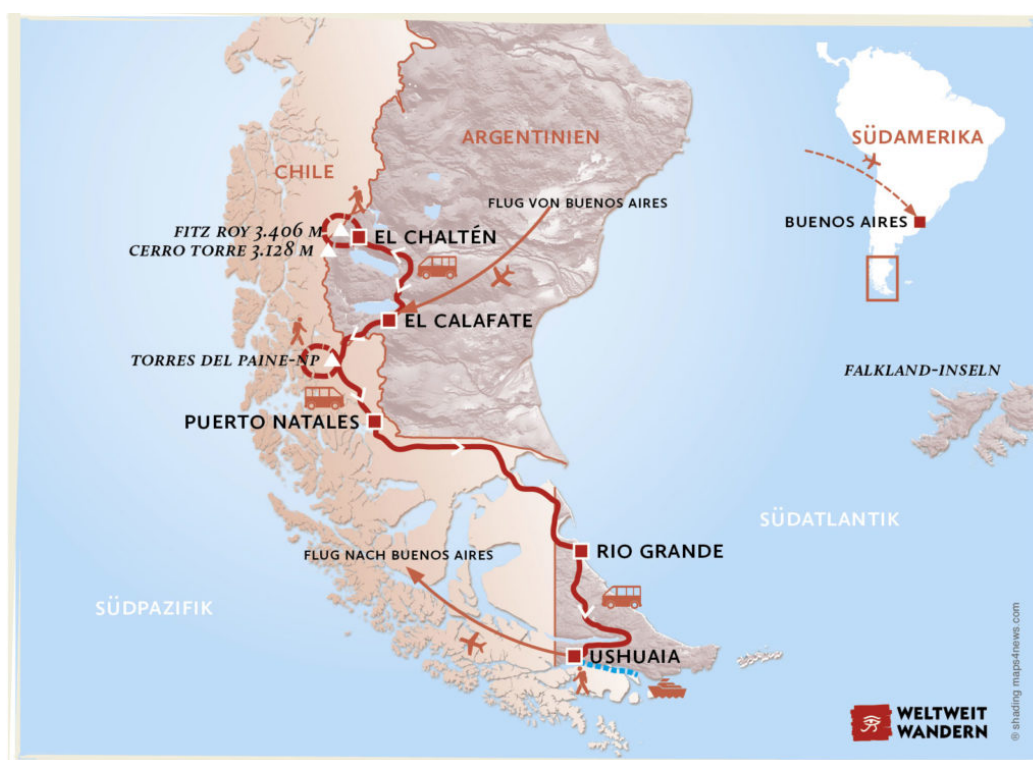 ARGENTINIEN
SÜDAMERIKA
CHILE
FLUG VON BUENOS AIRES
BUENOS AIRES
FITZ ROY 3.406 M
CERRO TORRE 3.128 M
EL CHALTÉN
EL CALAFATE
TORRES DEL PAINE-NP
FALKLAND-INSELN
PUERTO NATALES
SÜDATLANTIK
FLUG NACH BUENOS AIRES
RIO GRANDE
SÜDPAZIFIK
USHUAIA
WELTWEIT
WANDERN
® shading maps4news.com